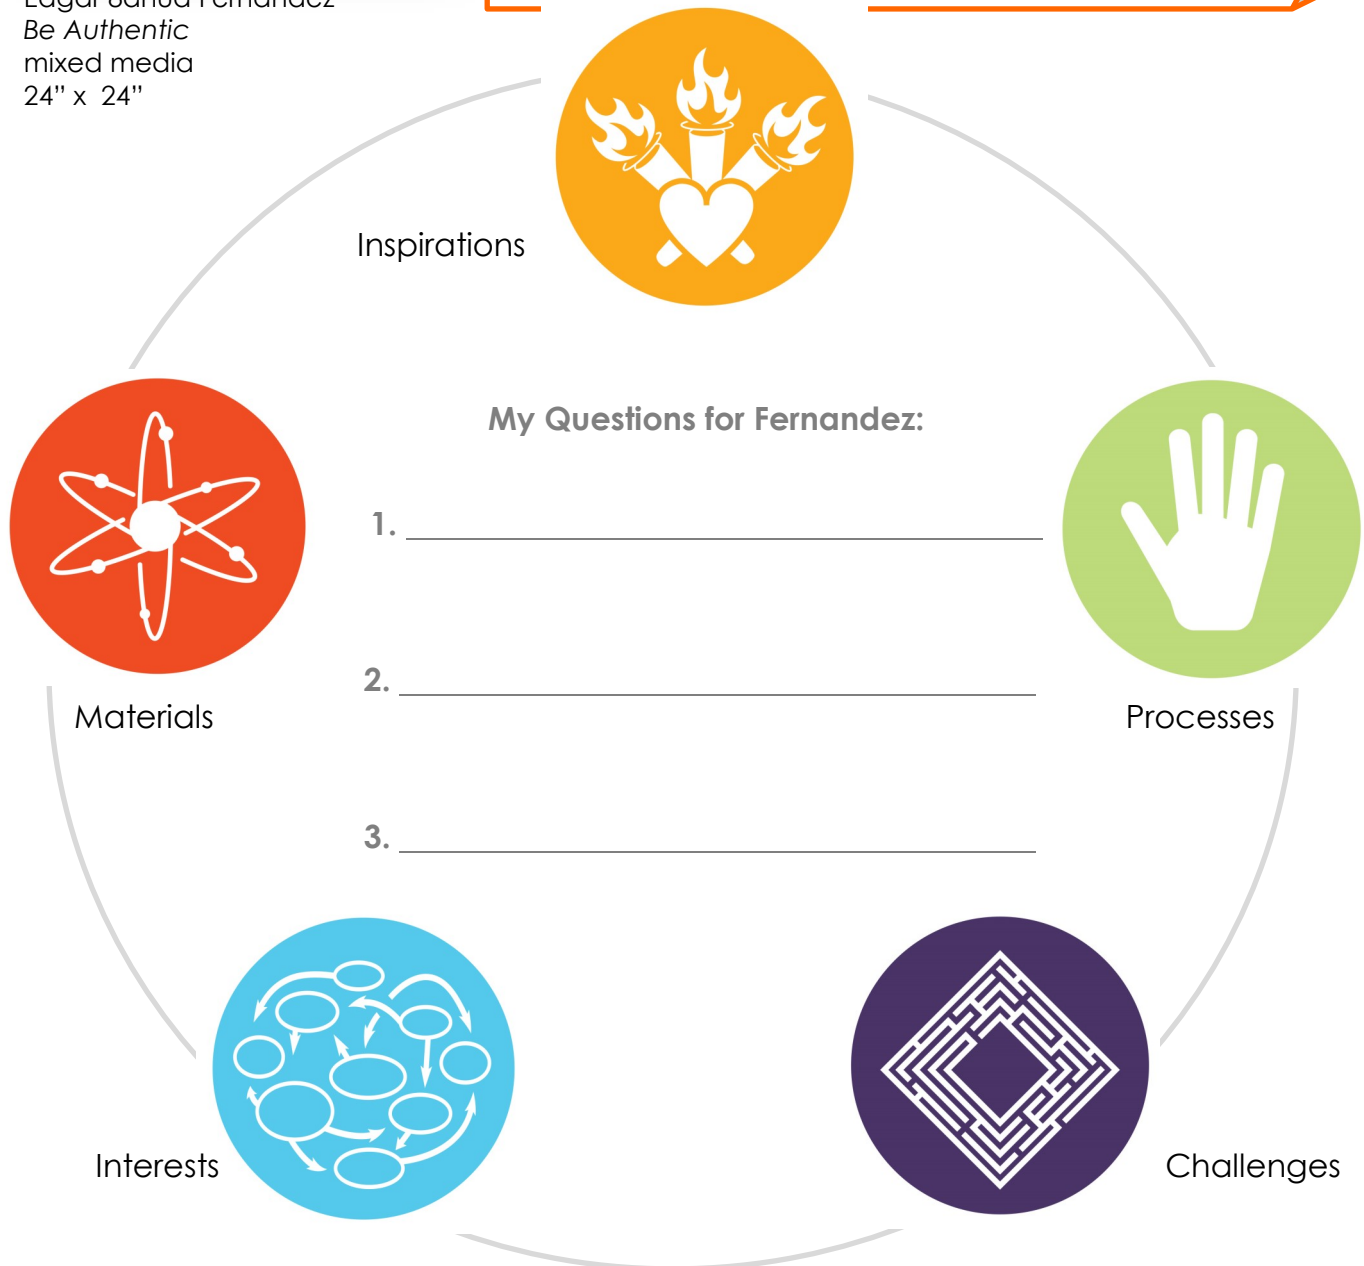 Be Authentic
mixed media
24” x 24”
Inspirations
My Questions for Fernandez:
1.
Materials
2.
Processes
3.
Interests
Challenges